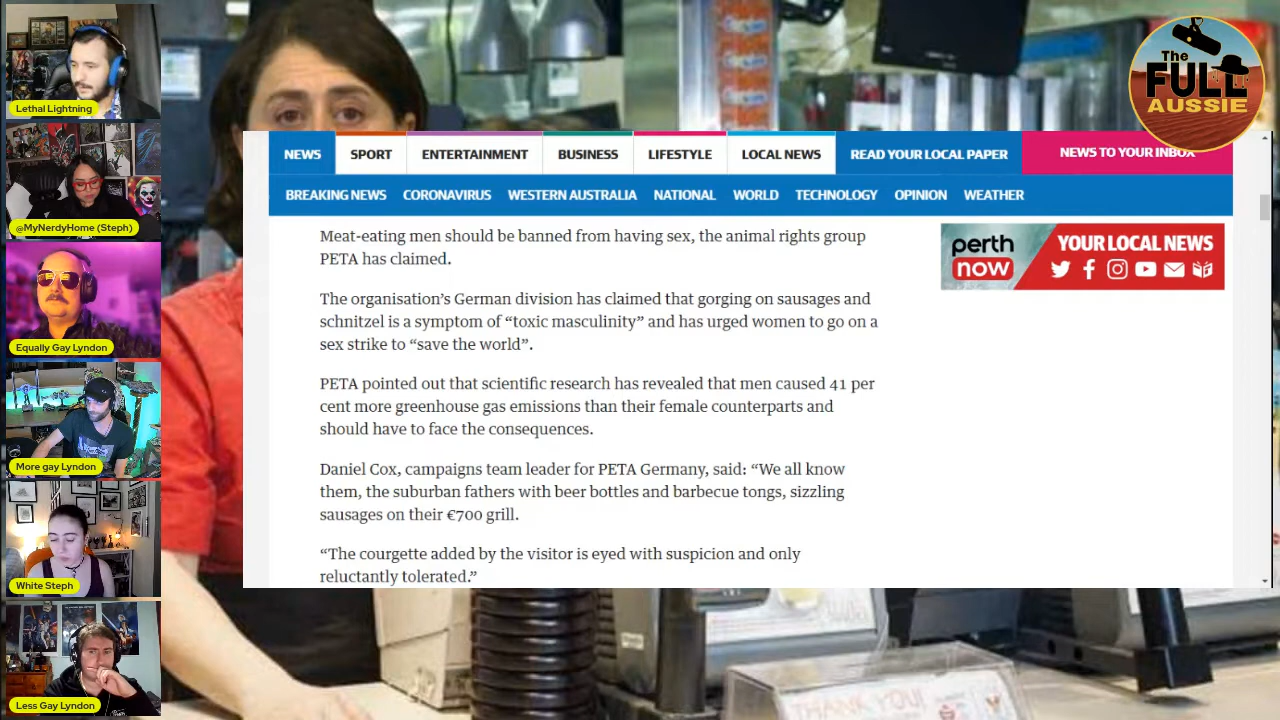 Lethal Lightning
@MyNerdyHome (Steph)
Equally Gay Lyndon
More gay Lyndon
White Steph
Less Gay Lyndon
The
FULL
AUSSIE
NEWS
SPORT
ENTERTAINMENT
BUSINESS
LIFESTYLE
LOCAL NEWS
READ YOUR LOCAL PAPER
NEWS TO YOUR INBOX
BREAKING NEWS
CORONAVIRUS
WESTERN AUSTRALIA
NATIONAL
WORLD
TECHNOLOGY
OPINION
WEATHER
Meat-eating men should be banned from having sex, the animal rights group
PETA has claimed.
The organisation’s German division has claimed that gorging on sausages and
schnitzel is a symptom of “toxic masculinity” and has urged women to go on a
sex strike to “save the world”.
PETA pointed out that scientific research has revealed that men caused 41 per
cent more greenhouse gas emissions than their female counterparts and
should have to face the consequences.
Daniel Cox, campaigns team leader for PETA Germany, said: “We all know
them, the suburban fathers with beer bottles and barbecue tongs, sizzling
sausages on their €700 grill.
“The courgette added by the visitor is eyed with suspicion and only
reluctantly tolerated.”
perth
now
YOUR LOCAL NEWS
THANK YOU